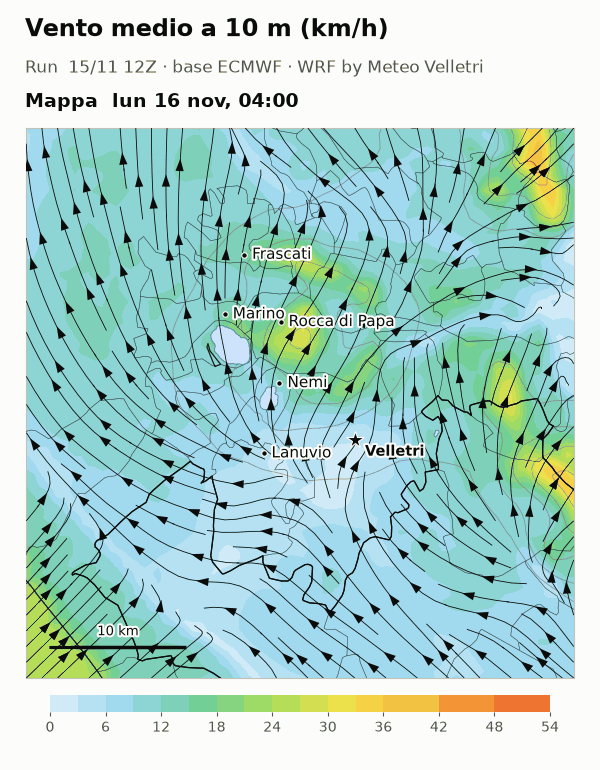 Vento medio a 10 m (km/h)
Run  15/11 12Z · base ECMWF · WRF by Meteo Velletri
Mappa  lun 16 nov, 04:00
Frascati
Marino
Rocca di Papa
Nemi
Velletri
Lanuvio
10 km
0 6 12 18 24 30 36 42 48 54